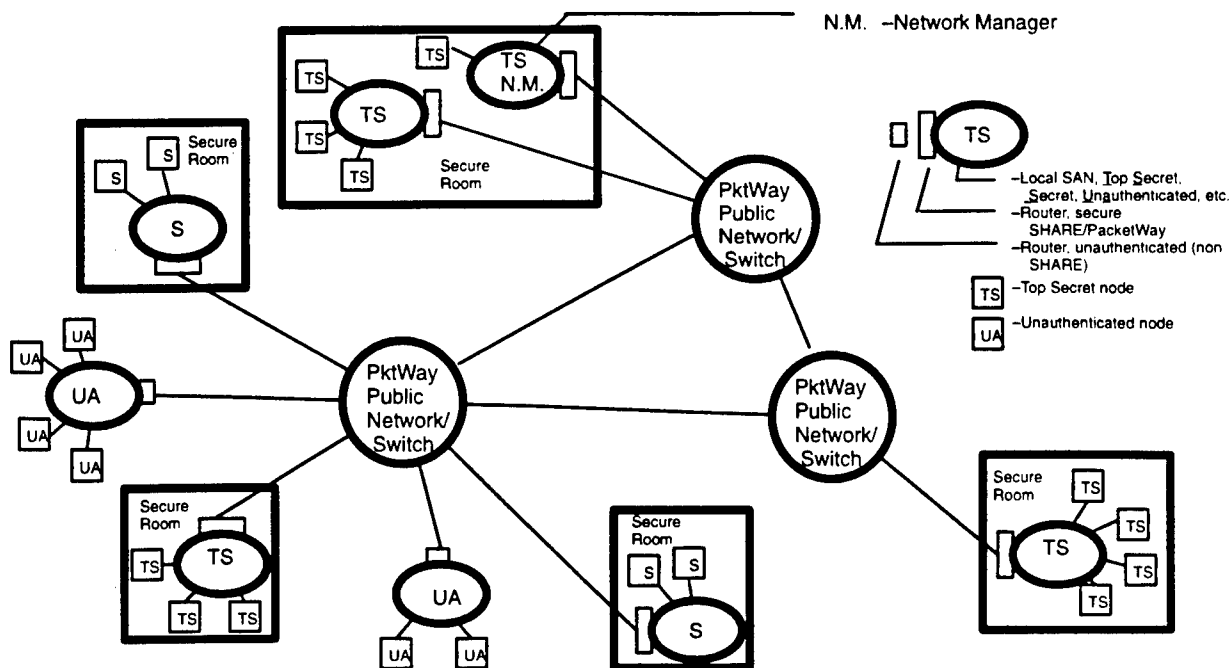 N.M. –Network Manager
TS
TS
N.M.
TS
TS
TS
TS
Secure
Room
TS
–Local SAN, Top Secret,
Secret, Unauthenticated, etc.
–Router, secure
SHARE/PacketWay
–Router, unauthenticated (non
SHARE)
TS
–Top Secret node
UA
–Unauthenticated node
Secure
Room
S
S
S
PktWay
Public
Network/
Switch
UA
UA
UA
UA
UA
PktWay
Public
Network/
Switch
PktWay
Public
Network/
Switch
Secure
Room
TS
TS
TS
TS
UA
UA
UA
Secure
Room
S
S
S
Secure
Room
TS
TS
TS
TS
TS